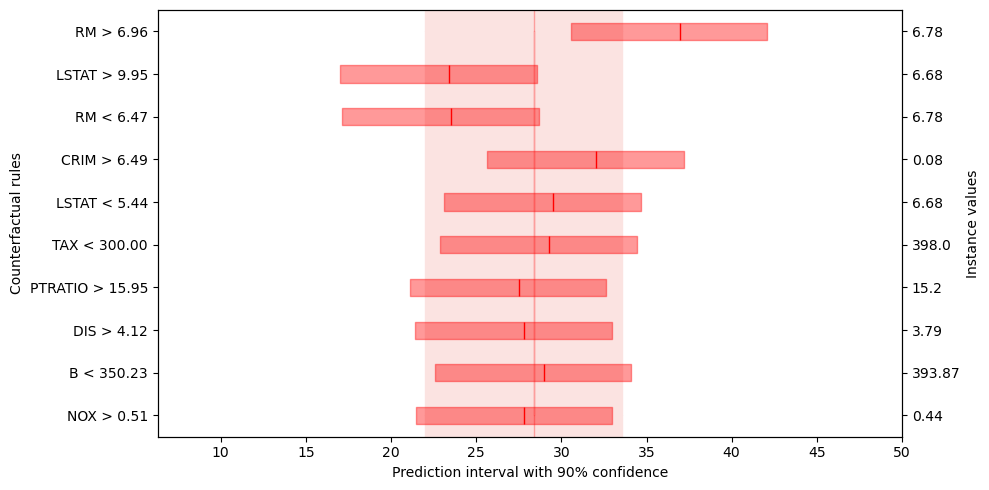 RM > 6.96 6.78
LSTAT > 9.95 6.68
RM < 6.47 6.78
CRIM > 6.49 0.08
LSTAT < 5.44 6.68
TAX < 300.00 398.0
PTRATIO > 15.95 15.2
DIS > 4.12 3.79
B < 350.23 393.87
NOX > 0.51 0.44
Counterfactual rules
Instance values
10 15 20 25 30 35 40 45 50
Prediction interval with 90% confidence